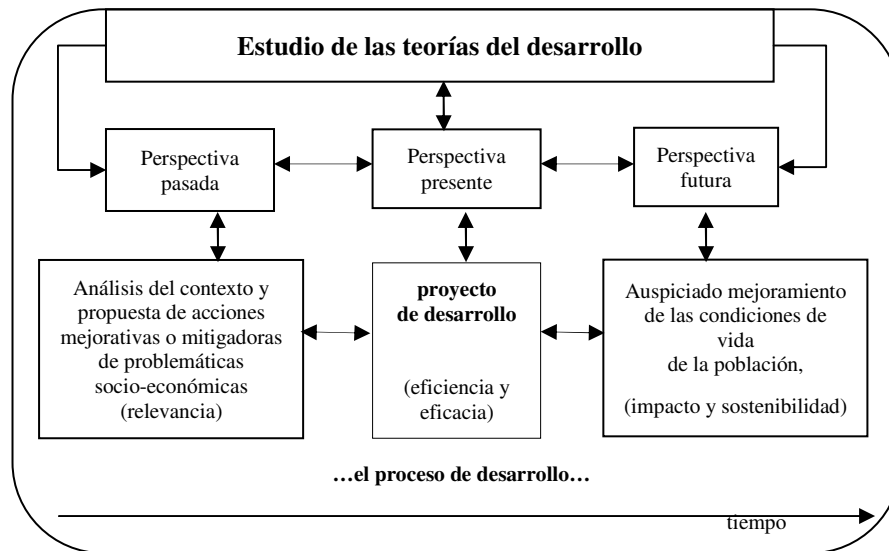 Estudio de las teorías del desarrollo
Perspectiva
pasada
Perspectiva
presente
Perspectiva
futura
Análisis del contexto y
propuesta de acciones
mejorativas o mitigadoras
de problemáticas
socio-económicas
(relevancia)
proyecto
de desarrollo
(eficiencia y
eficacia)
Auspiciado mejoramiento
de las condiciones de
vida
de la población,
(impacto y sostenibilidad)
…el proceso de desarrollo…
tiempo